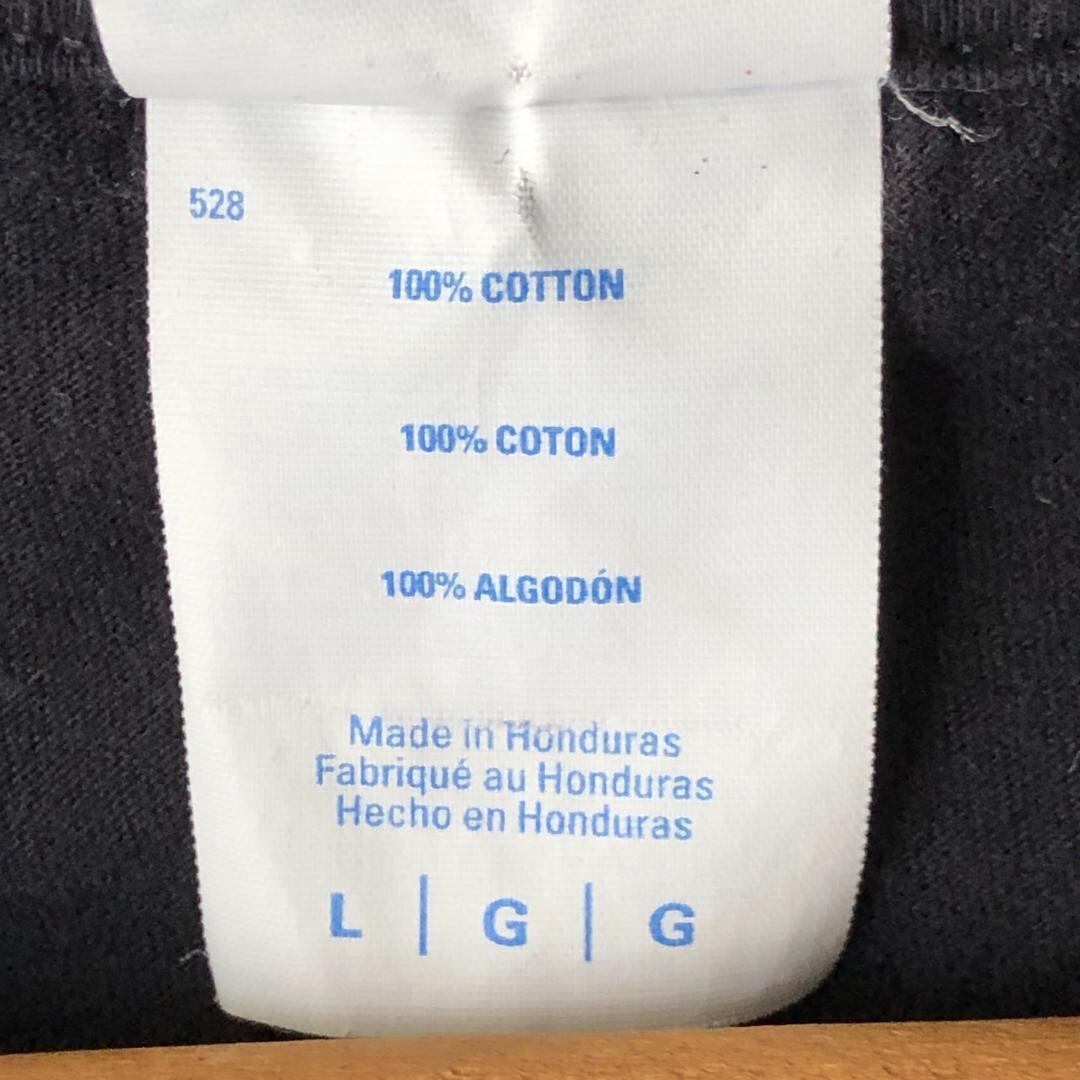 528
100% COTTON
100% COTON
100% ALGODÓN
Made in Honduras
Fabriqué au Honduras
Hecho en Honduras
L | G | G